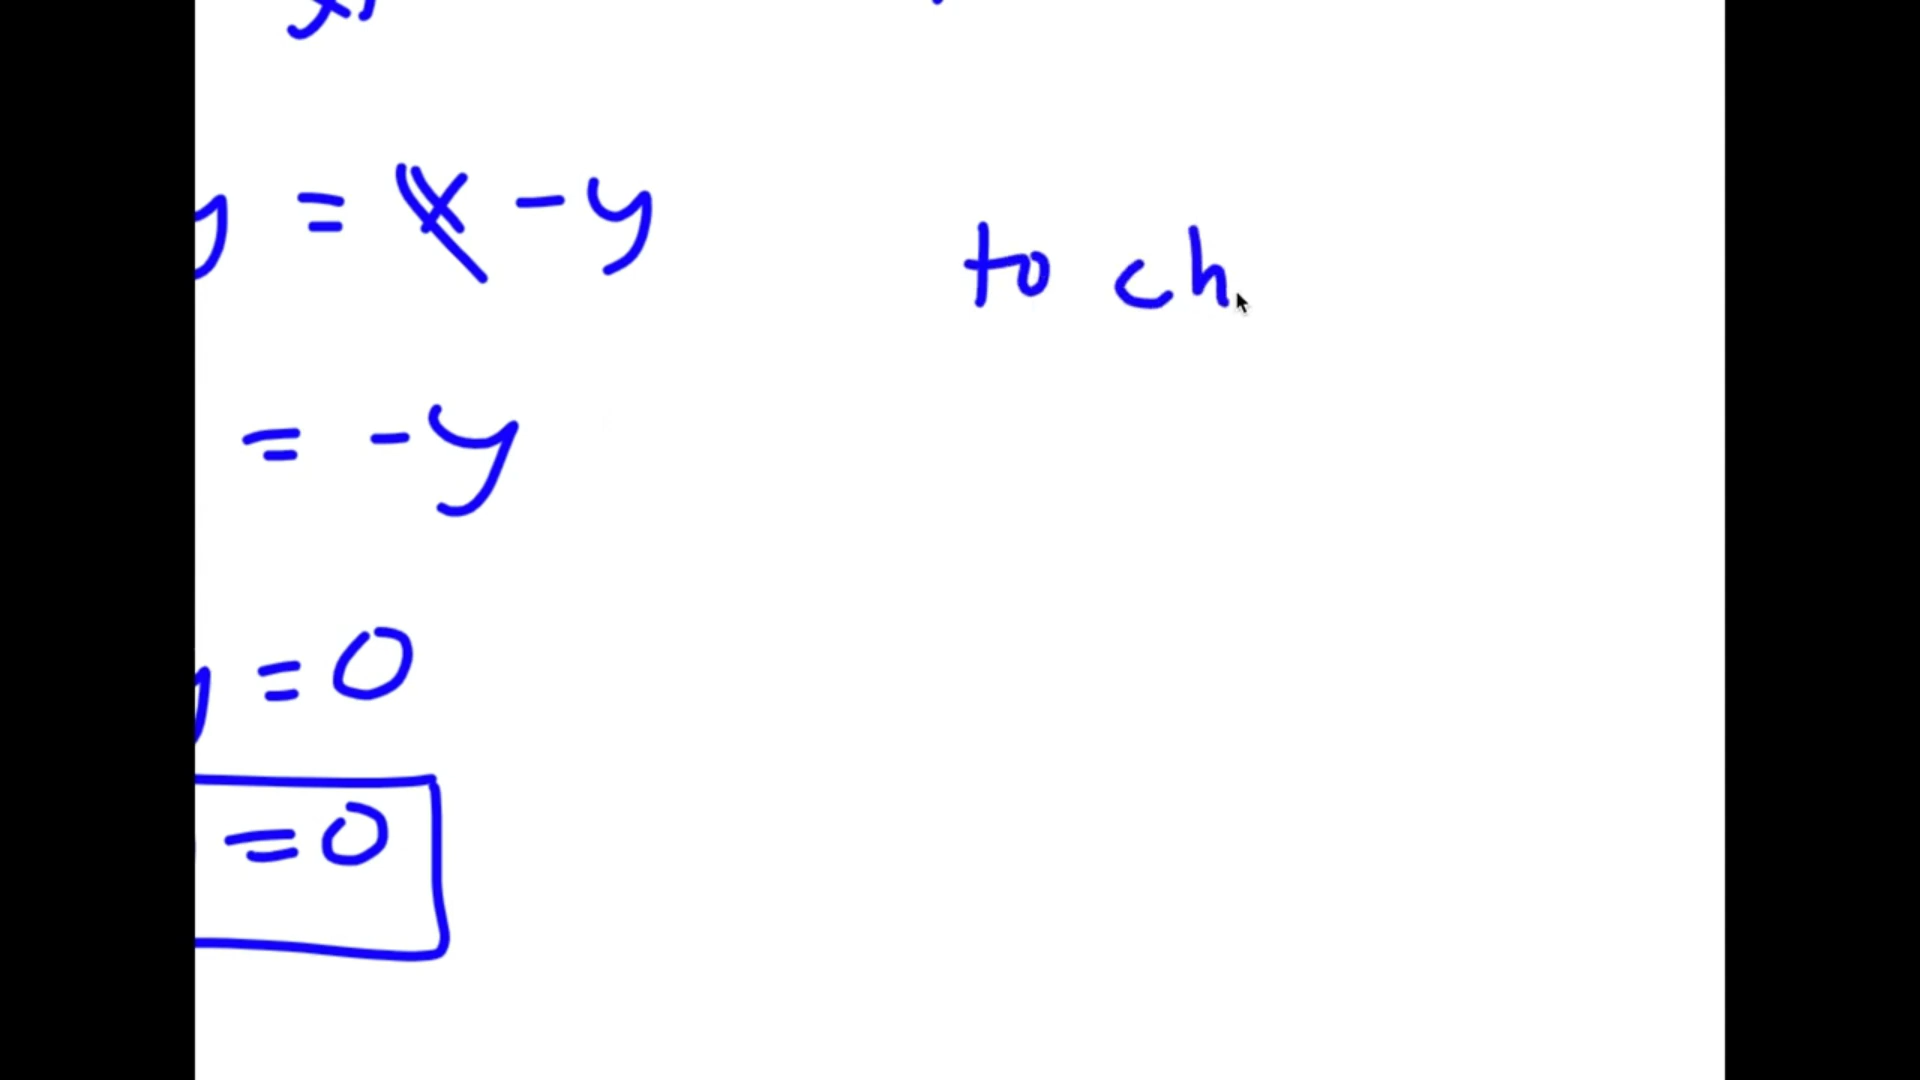 y = x - y
to ch
= -y
y = 0
= 0